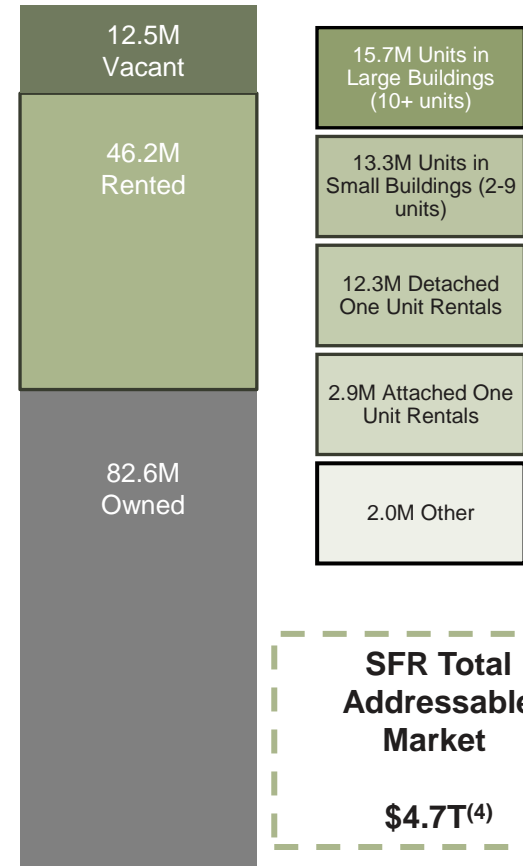 12.5M
Vacant
46.2M
Rented
82.6M
Owned
15.7M Units in
Large Buildings
(10+ units)
13.3M Units in
Small Buildings (2-9
units)
12.3M Detached
One Unit Rentals
2.9M Attached One
Unit Rentals
2.0M Other
SFR Total
Addressable
Market
$4.7T(4)